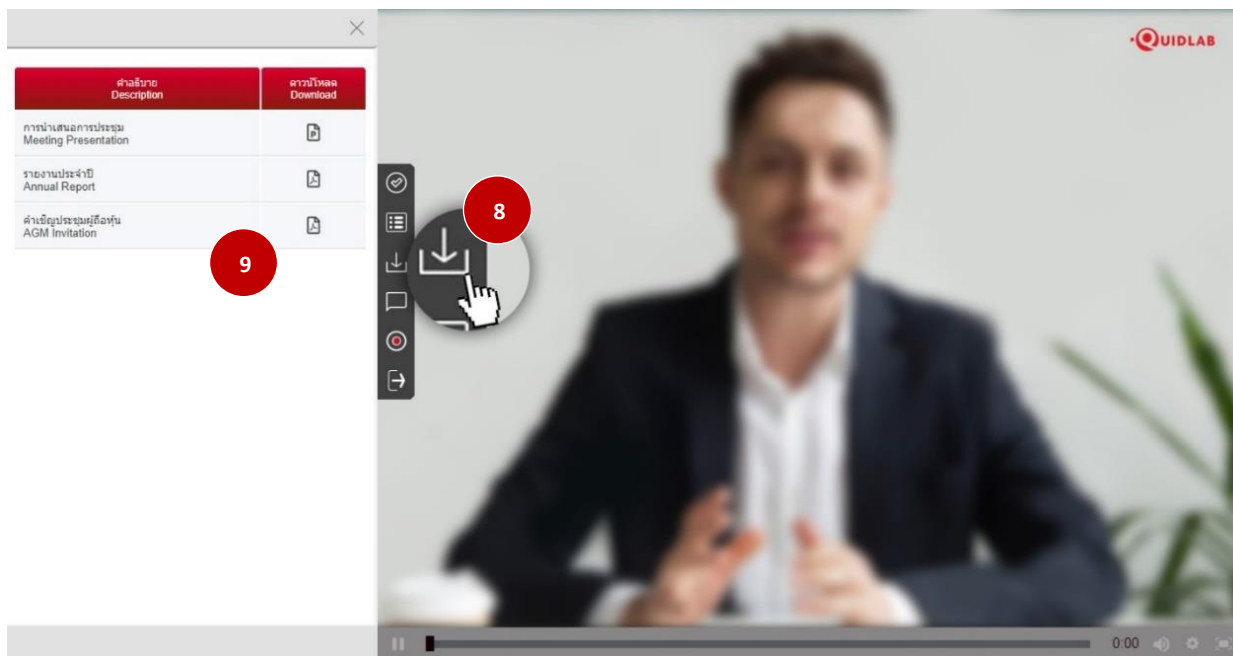 QUIDLAB
คำอธิบาย
Description
ดาวน์โหลด
Download
การนำเสนอการประชุม
Meeting Presentation
P
รายงานประจำปี
Annual Report
คำเชิญประชุมผู้ถือหุ้น
AGM Invitation
8
9
0:00